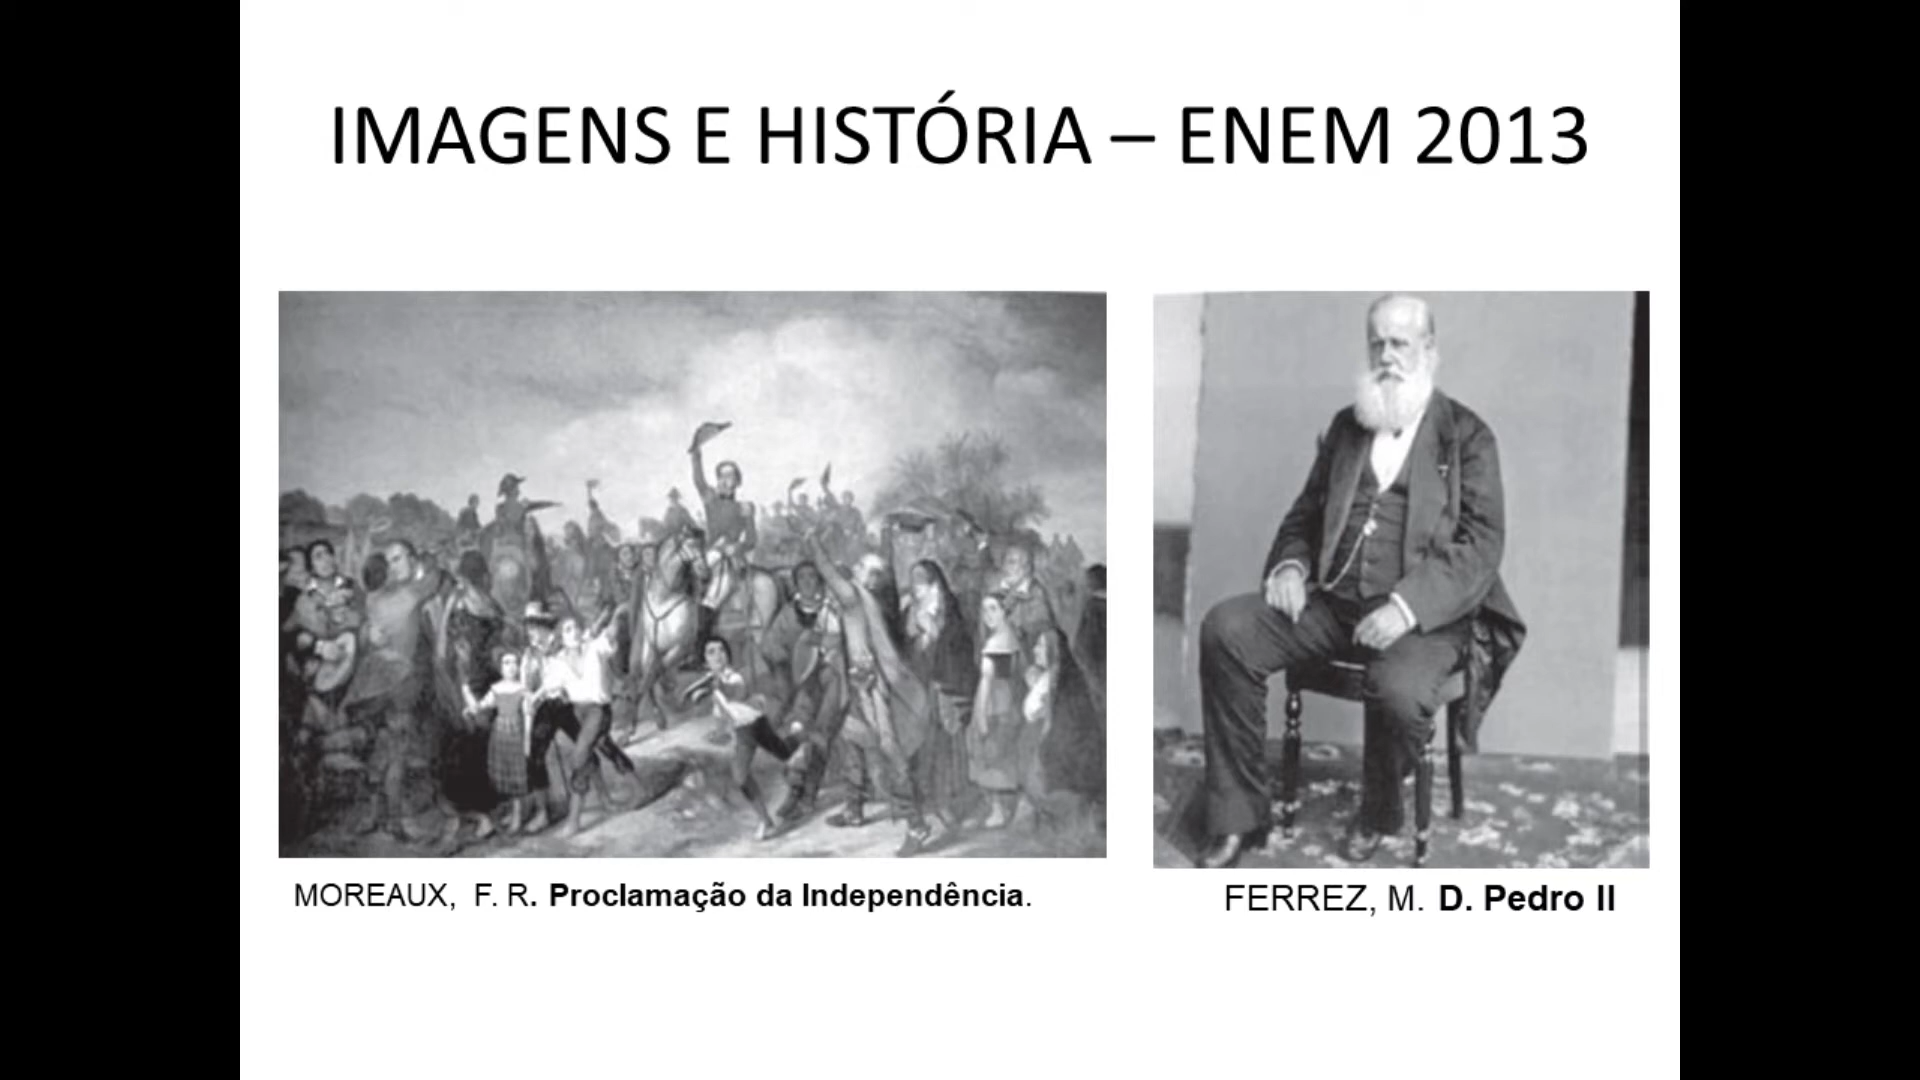 IMAGENS E HISTÓRIA – ENEM 2013
MOREAUX, F. R. Proclamação da Independência.
FERREZ, M. D. Pedro II